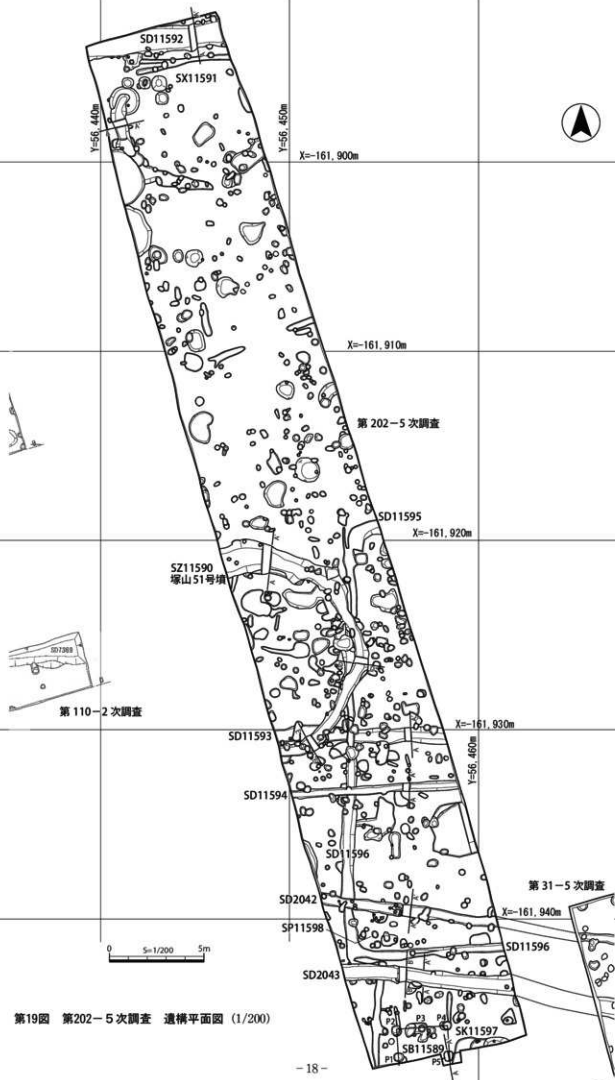 SD11592
SX11591
Y=56,440m
Y=56,450m
A'
X=-161,900m
X=-161,910m
第202-5次調査
SD11595
X=-161,920m
SZ11590
塚山51号墳
SD7369
第110-2次調査
SD11593
X=-161,930m
Y=56,460m
SD11594
SD11596
第31-5次調査
SD2042
X=-161,940m
SP11598
SD11596
0 S=1/200 5m
SD2043
P2 P3 P4
SK11597
SB11589
P1 P5
第19図 第202-5次調査 遺構平面図 (1/200)
- 18 -